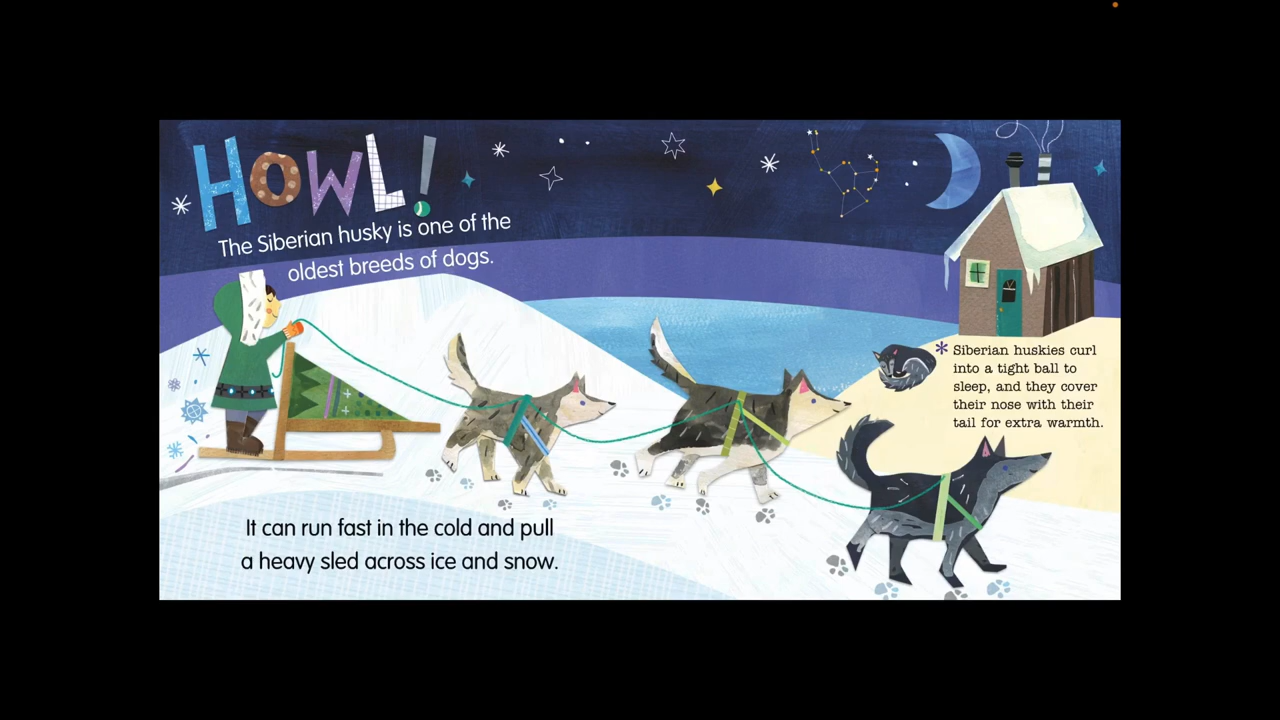 HOWL!
The Siberian husky is one of the
oldest breeds of dogs.
* Siberian huskies curl
into a tight ball to
sleep, and they cover
their nose with their
tail for extra warmth.
It can run fast in the cold and pull
a heavy sled across ice and snow.